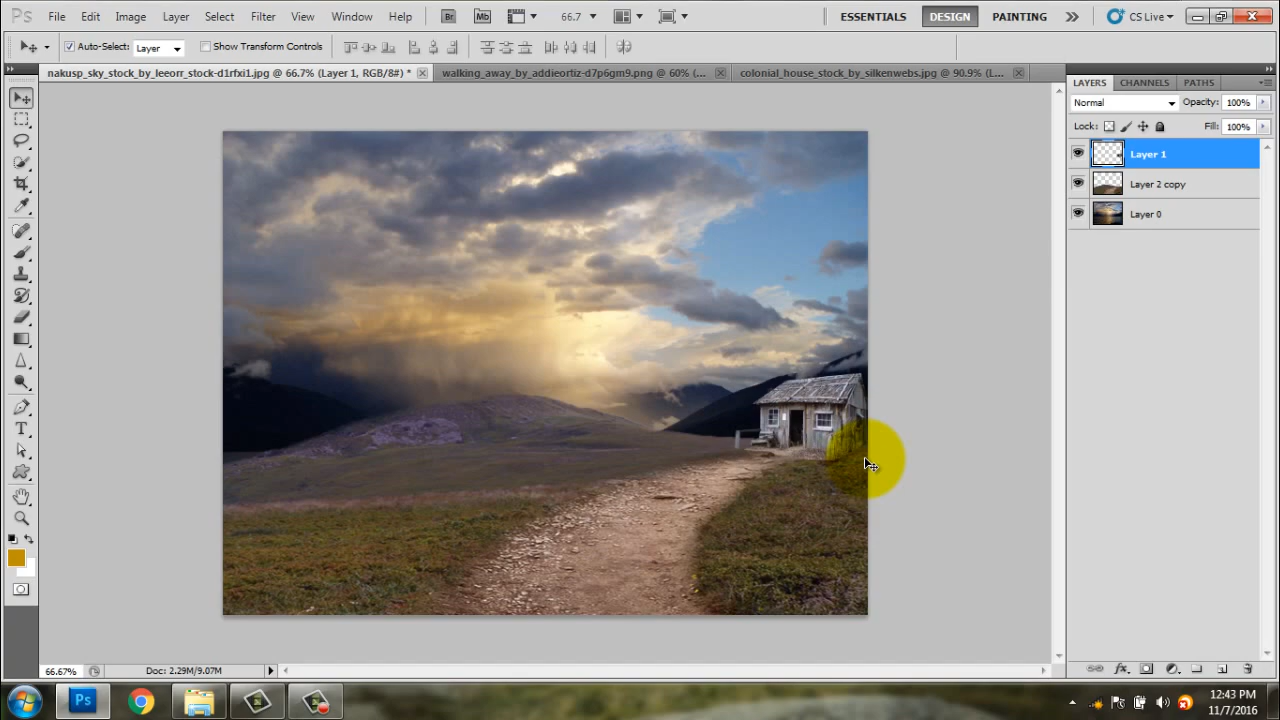 Ps File Edit Image Layer Select Filter View Window Help Br Mb 66.7 ESSENTIALS DESIGN PAINTING CS Live
Auto-Select: Layer Show Transform Controls
nakusp_sky_stock_by_leeorr_stock-d1rfxi1.jpg @ 66.7% (Layer 1, RGB/8#) * walking_away_by_addieortiz-d7p6gm9.png @ 60% (... colonial_house_stock_by_silkenwebs.jpg @ 90.9% (L...
LAYERS CHANNELS PATHS
Normal Opacity: 100%
Lock: Fill: 100%
Layer 1
Layer 2 copy
Layer 0
66.67% Doc: 2.29M/9.07M
Ps
12:43 PM
11/7/2016